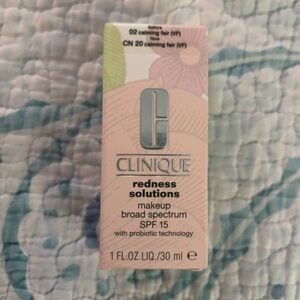 Before
02 calming fair (VF)
Now
CN 20 calming fair (VF)
CLINIQUE
redness
solutions
makeup
broad spectrum
SPF 15
with probiotic technology
1 FL.OZ.LIQ./30 ml e